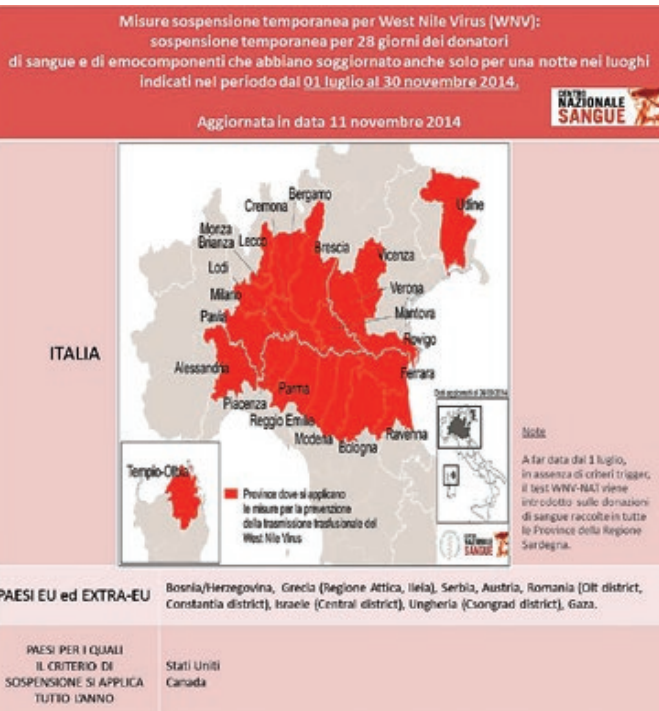 Misure sospensione temporanea per West Nile Virus (WNV):
sospensione temporanea per 28 giorni dei donatori
di sangue e di emocomponenti che abbiano soggiornato anche solo per una notte nei luoghi
indicati nel periodo dal 01 luglio al 30 novembre 2014.
Aggiornata in data 11 novembre 2014
CENTRO
NAZIONALE
SANGUE
ITALIA
Bergamo
Cremona
Monza
Brianza
Lecco
Lodi
Milano
Pavia
Alessandria
Piacenza
Parma
Reggio Emilia
Modena
Bologna
Ravenna
Ferrara
Rovigo
Mantova
Verona
Vicenza
Brescia
Udine
Tempio-Olbia
Province dove si applicano
le misure per la prevenzione
della trasmissione trasfusionale del
West Nile Virus
SANGUE
Note
A far data dal 1 luglio,
in assenza di criteri trigger,
il test WNV-NAT viene
introdotto sulle donazioni
di sangue raccolte in tutte
le Province della Regione
Sardegna.
PAESI EU ed EXTRA-EU
Bosnia/Herzegovina, Grecia (Regione Attica, Ileia), Serbia, Austria, Romania (Olt district,
Constantia district), Israele (Central district), Ungheria (Csongrad district), Gaza.
PAESI PER I QUALI
IL CRITERIO DI
SOSPENSIONE SI APPLICA
TUTTO L'ANNO
Stati Uniti
Canada